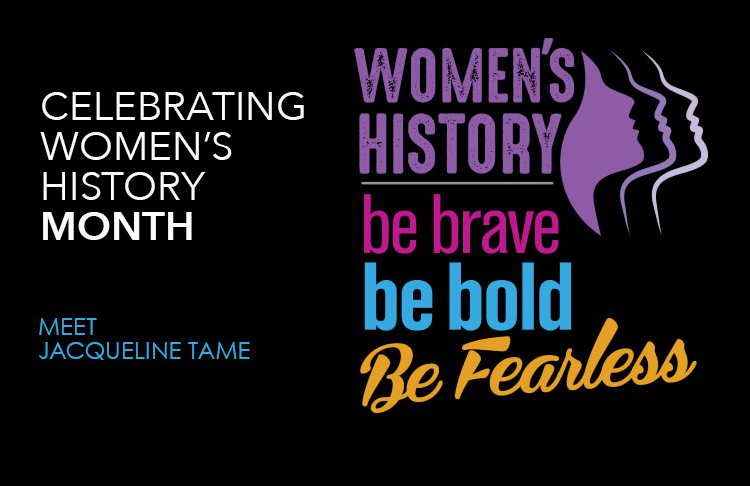 CELEBRATING
WOMEN'S
HISTORY
MONTH
MEET
JACQUELINE TAME
WOMEN'S
HISTORY
be brave
be bold
Be Fearless